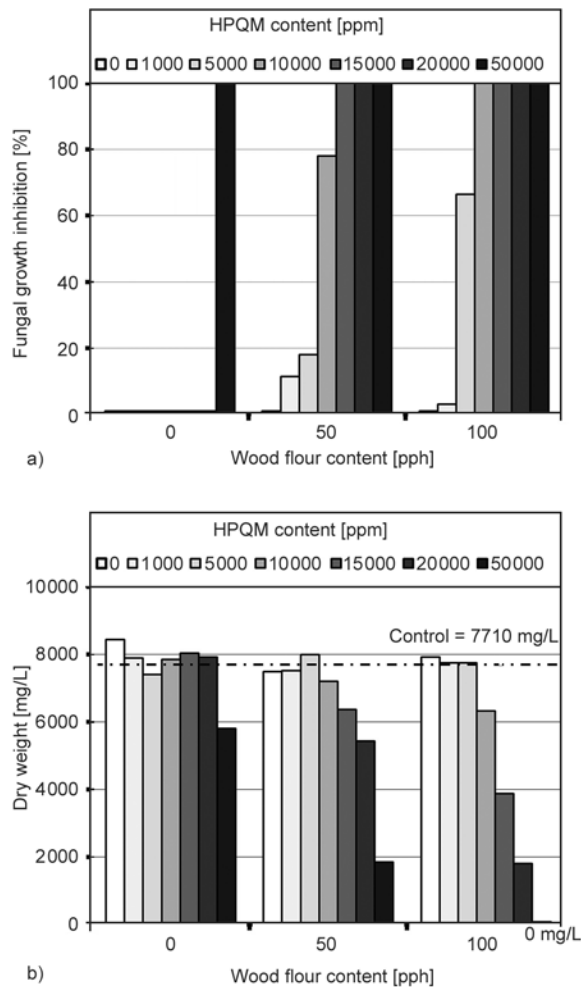 HPQM content [ppm]
0 1000 5000 10000 15000 20000 50000
Fungal growth inhibition [%]
100
80
60
40
20
0
0 50 100
Wood flour content [pph]
a)
HPQM content [ppm]
0 1000 5000 10000 15000 20000 50000
Dry weight [mg/L]
10000
8000
6000
4000
2000
0
Control = 7710 mg/L
0 mg/L
0 50 100
Wood flour content [pph]
b)